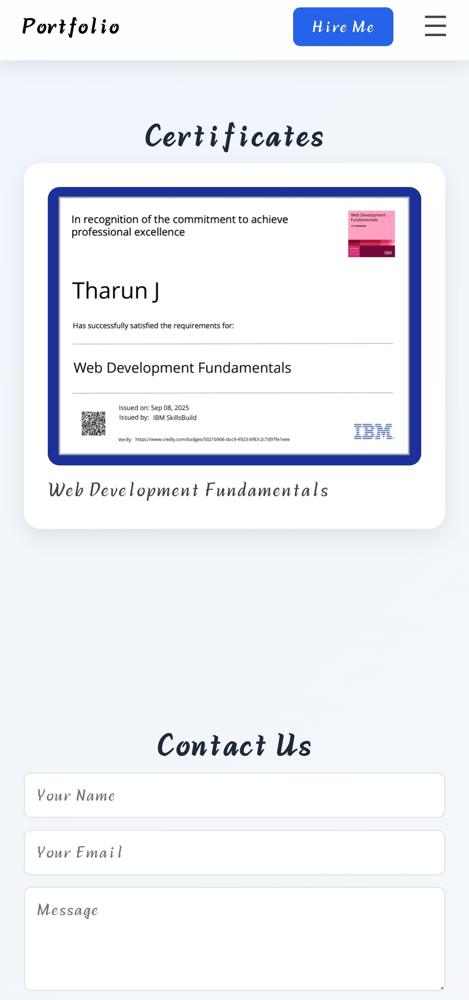 Portfolio
Hire Me
Certificates
In recognition of the commitment to achieve
professional excellence
Web Development
Fundamentals
IBM SkillsBuild
IBM
Tharun J
Has successfully satisfied the requirements for:
Web Development Fundamentals
Issued on: Sep 08, 2025
Issued by: IBM SkillsBuild
Verify: https://www.credly.com/badges/5021b906-dac9-4923-bf83-2c7d97fe1eee
IBM
Web Development Fundamentals
Contact Us
Your Name
Your Email
Message